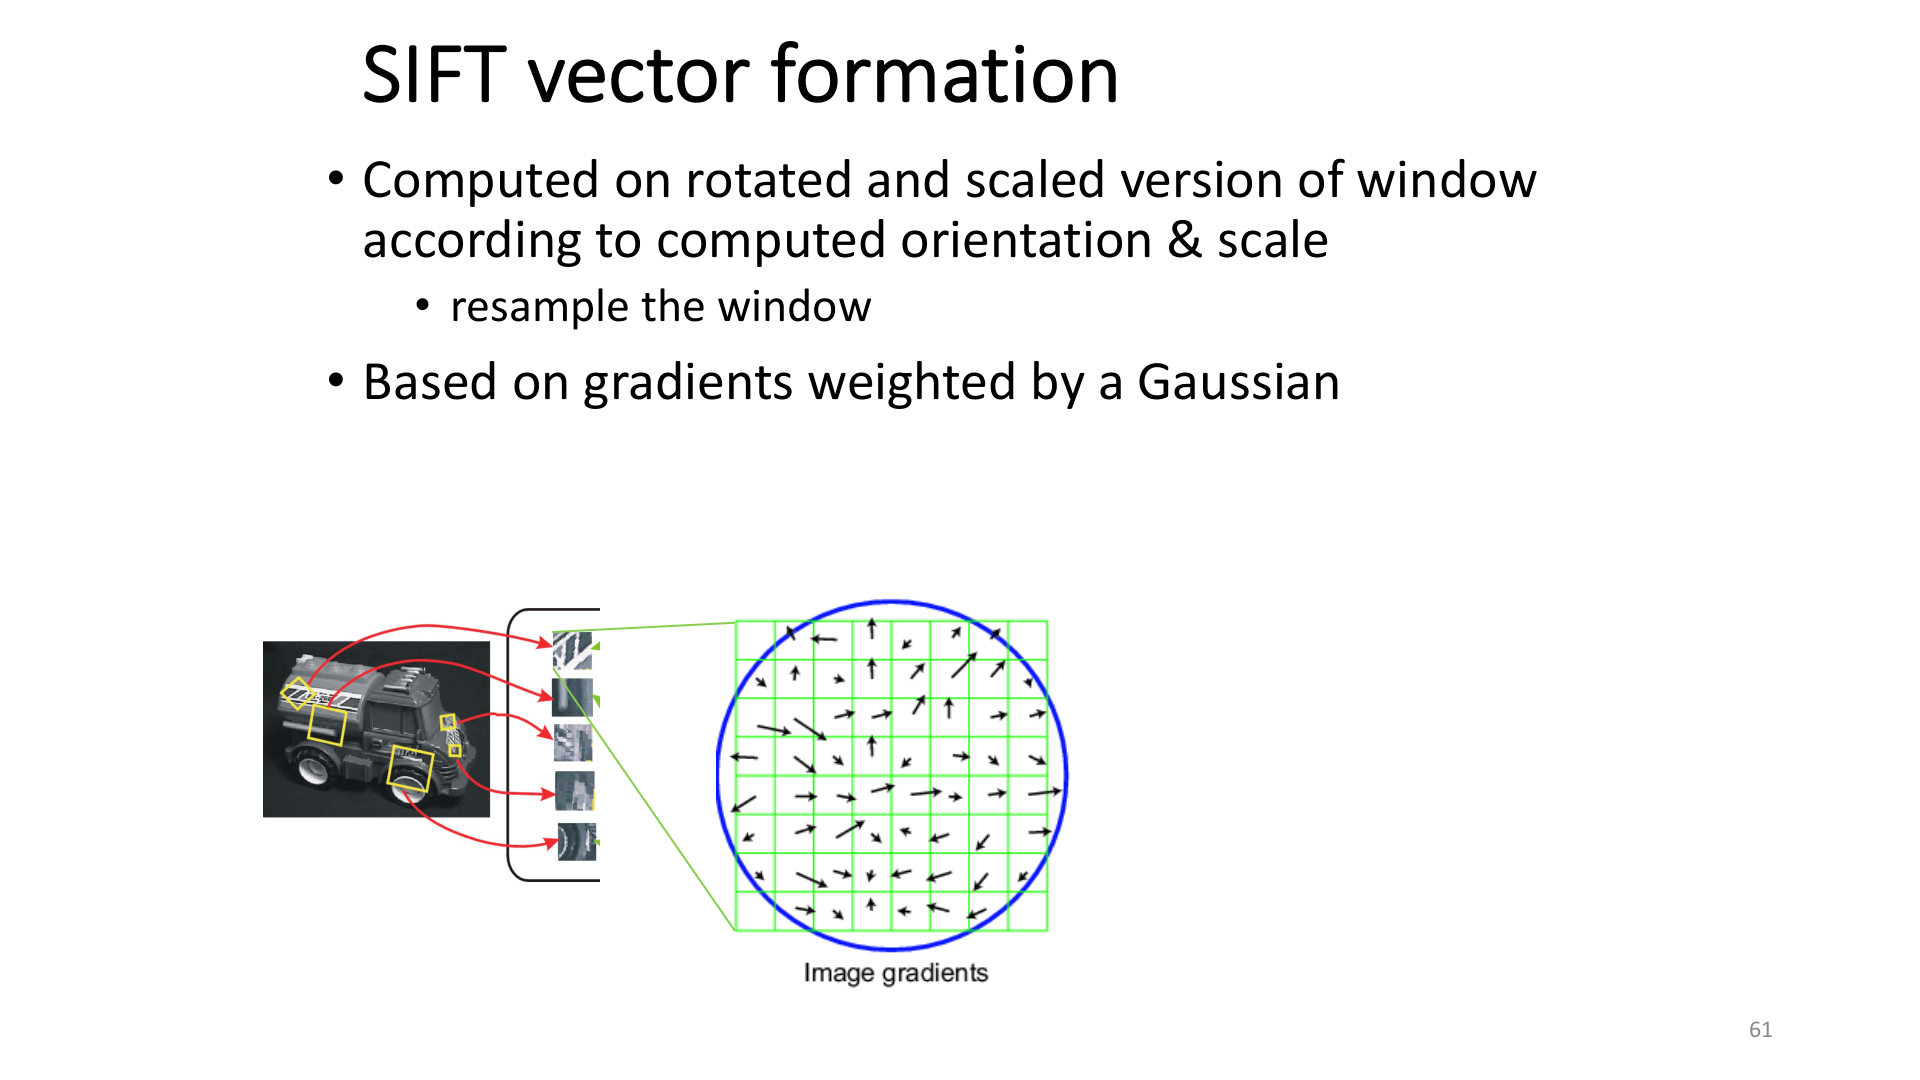 SIFT vector formation
• Computed on rotated and scaled version of window
according to computed orientation & scale
• resample the window
• Based on gradients weighted by a Gaussian
Image gradients
61